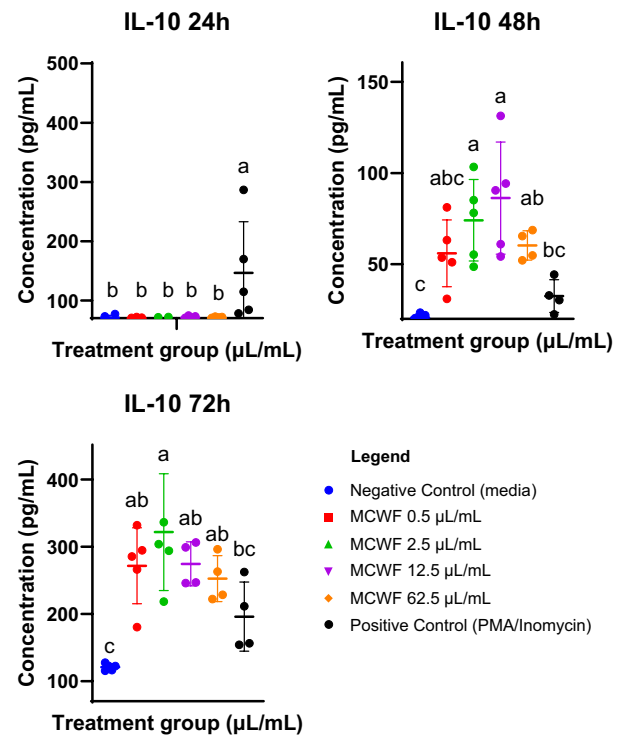 IL-10 24h
Concentration (pg/mL)
500
400
300
200
100
b b b b b a
Treatment group (µL/mL)
IL-10 48h
Concentration (pg/mL)
150
100
50
c abc a a ab bc
Treatment group (µL/mL)
IL-10 72h
Concentration (pg/mL)
400
300
200
100
c ab a ab ab bc
Treatment group (µL/mL)
Legend
Negative Control (media)
MCWF 0.5 µL/mL
MCWF 2.5 µL/mL
MCWF 12.5 µL/mL
MCWF 62.5 µL/mL
Positive Control (PMA/Inomycin)